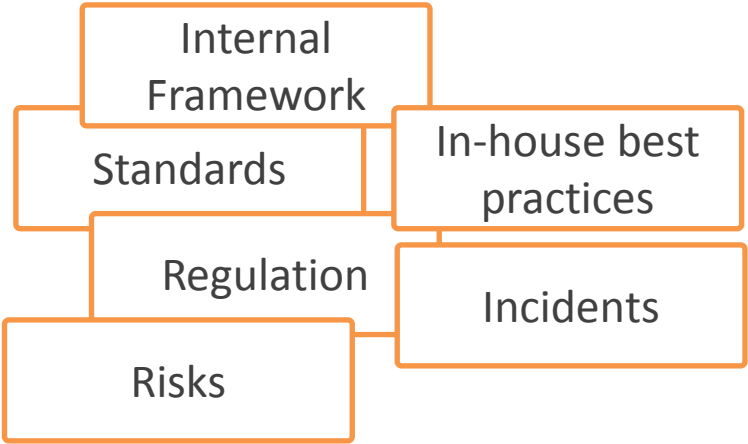 Internal
Framework
Standards
In-house best
practices
Regulation
Incidents
Risks